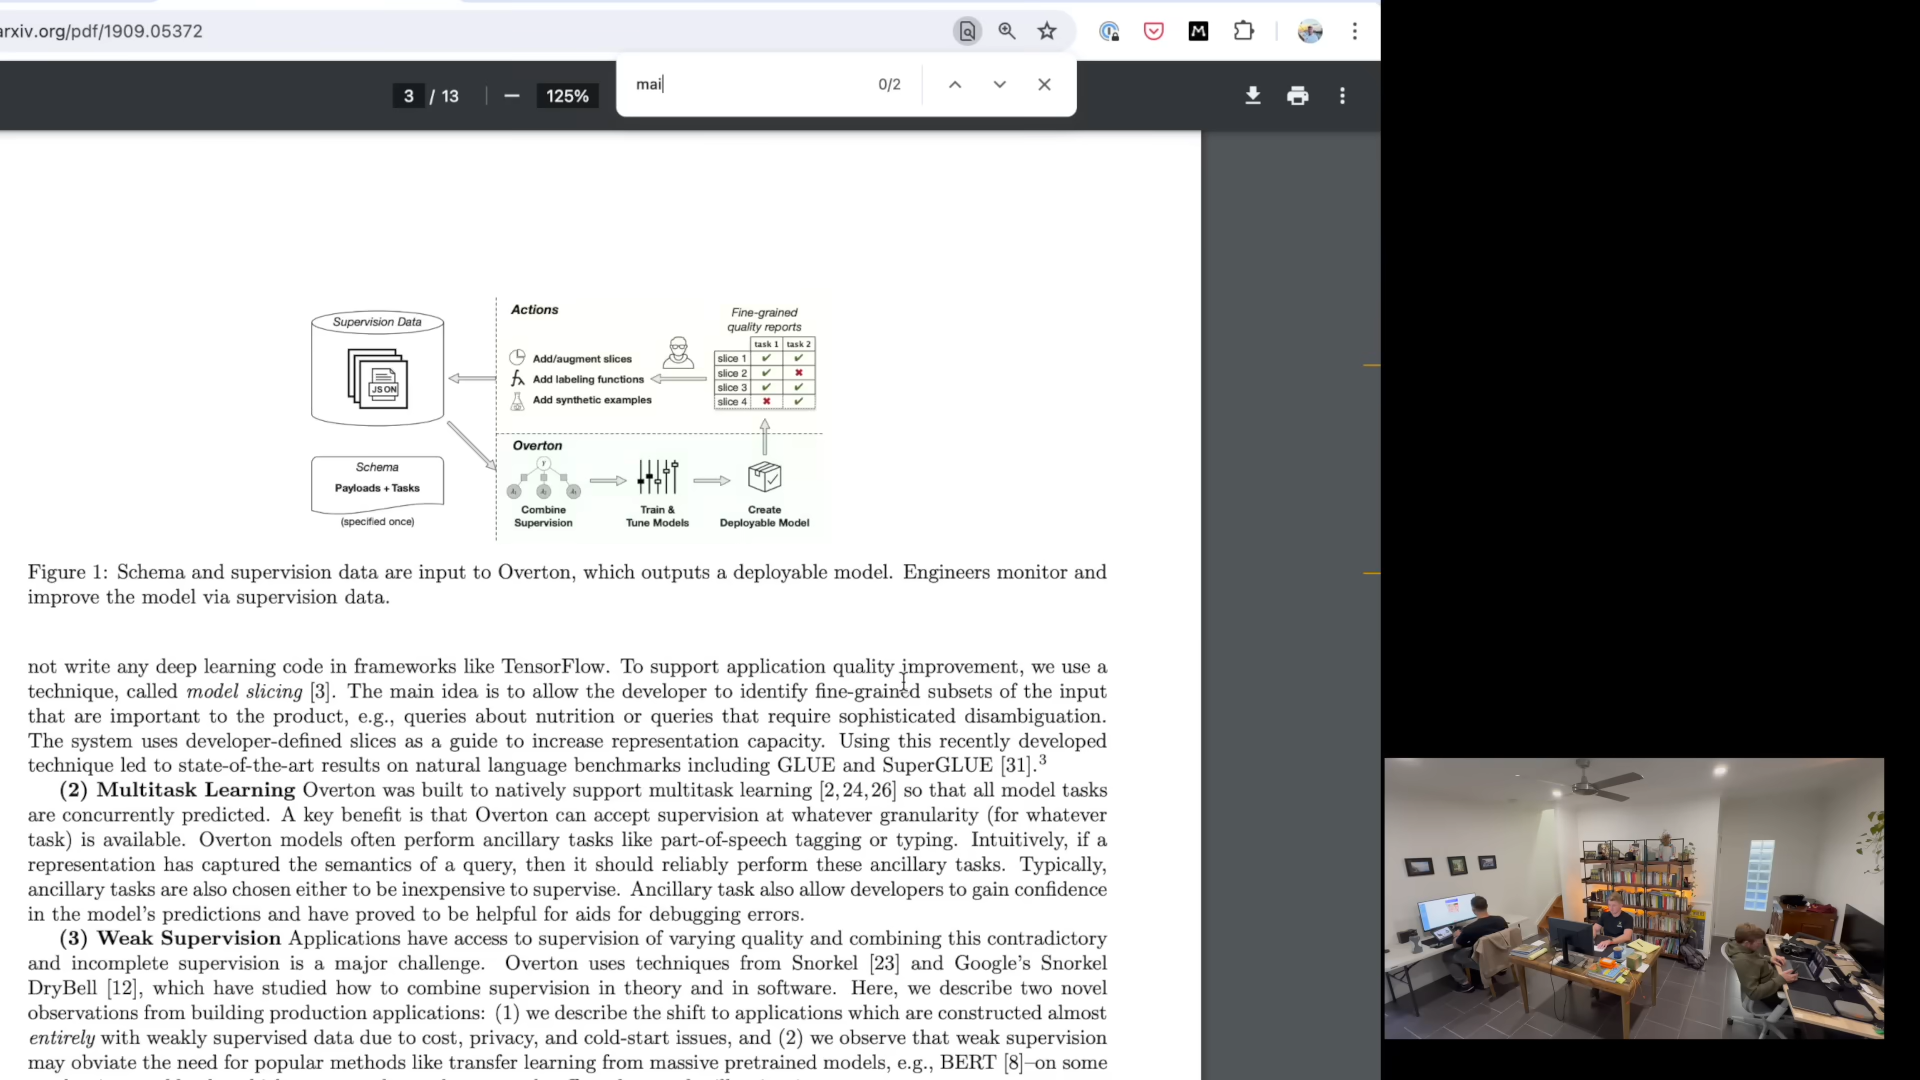 arxiv.org/pdf/1909.05372
mai
0/2
3 / 13
125%
Supervision Data
JSON
Schema
Payloads + Tasks
(specified once)
Actions
Add/augment slices
fx Add labeling functions
Add synthetic examples
Fine-grained
quality reports
task 1 task 2
slice 1 ✔ ✔
slice 2 ✔ ✖
slice 3 ✔ ✔
slice 4 ✖ ✔
Overton
Combine
Supervision
Train &
Tune Models
Create
Deployable Model
Figure 1: Schema and supervision data are input to Overton, which outputs a deployable model. Engineers monitor and
improve the model via supervision data.
not write any deep learning code in frameworks like TensorFlow. To support application quality improvement, we use a
technique, called model slicing [3]. The main idea is to allow the developer to identify fine-grained subsets of the input
that are important to the product, e.g., queries about nutrition or queries that require sophisticated disambiguation.
The system uses developer-defined slices as a guide to increase representation capacity. Using this recently developed
technique led to state-of-the-art results on natural language benchmarks including GLUE and SuperGLUE [31].3
(2) Multitask Learning Overton was built to natively support multitask learning [2,24,26] so that all model tasks
are concurrently predicted. A key benefit is that Overton can accept supervision at whatever granularity (for whatever
task) is available. Overton models often perform ancillary tasks like part-of-speech tagging or typing. Intuitively, if a
representation has captured the semantics of a query, then it should reliably perform these ancillary tasks. Typically,
ancillary tasks are also chosen either to be inexpensive to supervise. Ancillary task also allow developers to gain confidence
in the model's predictions and have proved to be helpful for aids for debugging errors.
(3) Weak Supervision Applications have access to supervision of varying quality and combining this contradictory
and incomplete supervision is a major challenge. Overton uses techniques from Snorkel [23] and Google's Snorkel
DryBell [12], which have studied how to combine supervision in theory and in software. Here, we describe two novel
observations from building production applications: (1) we describe the shift to applications which are constructed almost
entirely with weakly supervised data due to cost, privacy, and cold-start issues, and (2) we observe that weak supervision
may obviate the need for popular methods like transfer learning from massive pretrained models, e.g., BERT [8]–on some